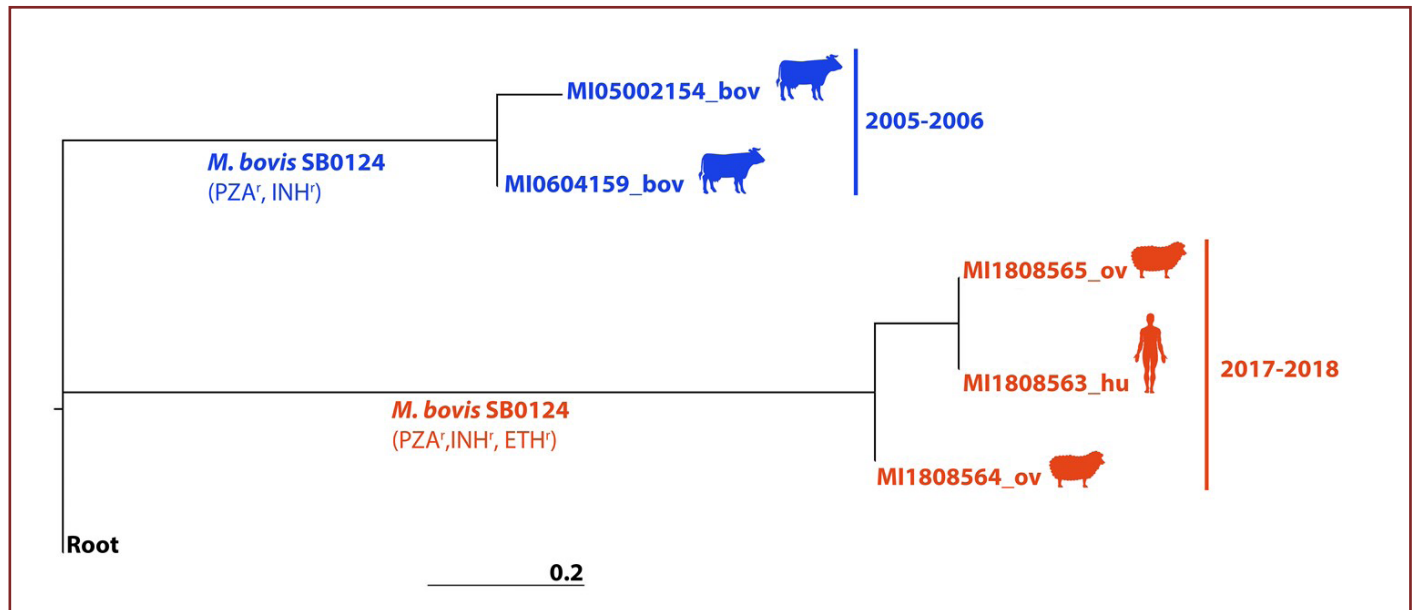 MI05002154_bov
2005-2006
M. bovis SB0124
(PZAʳ, INHʳ)
MI0604159_bov
MI1808565_ov
MI1808563_hu
2017-2018
M. bovis SB0124
(PZAʳ,INHʳ, ETHʳ)
MI1808564_ov
Root
0.2